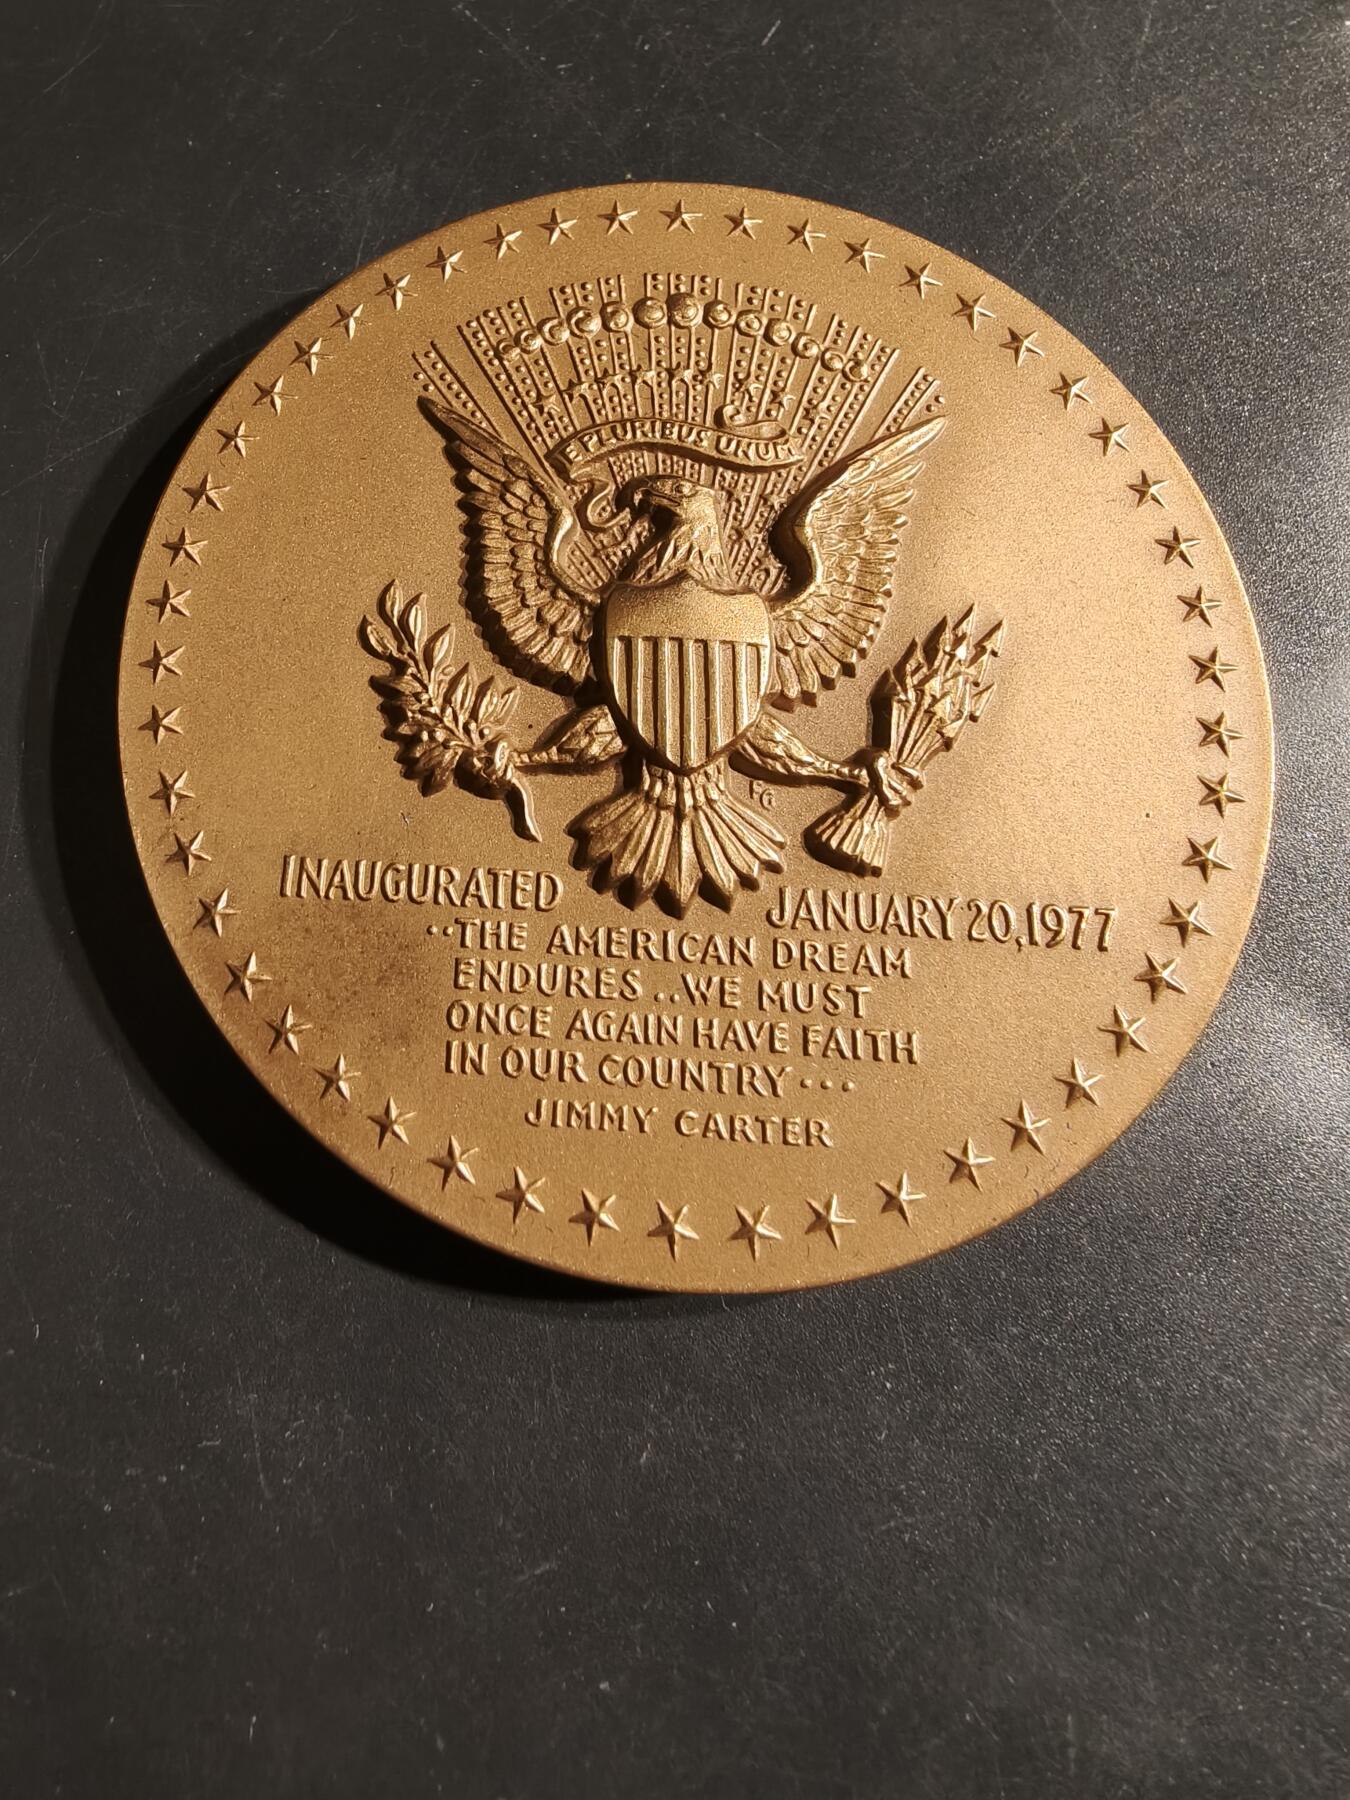 E PLURIBUS UNUM
FG
INAUGURATED JANUARY 20,1977
..THE AMERICAN DREAM
ENDURES..WE MUST
ONCE AGAIN HAVE FAITH
IN OUR COUNTRY...
JIMMY CARTER